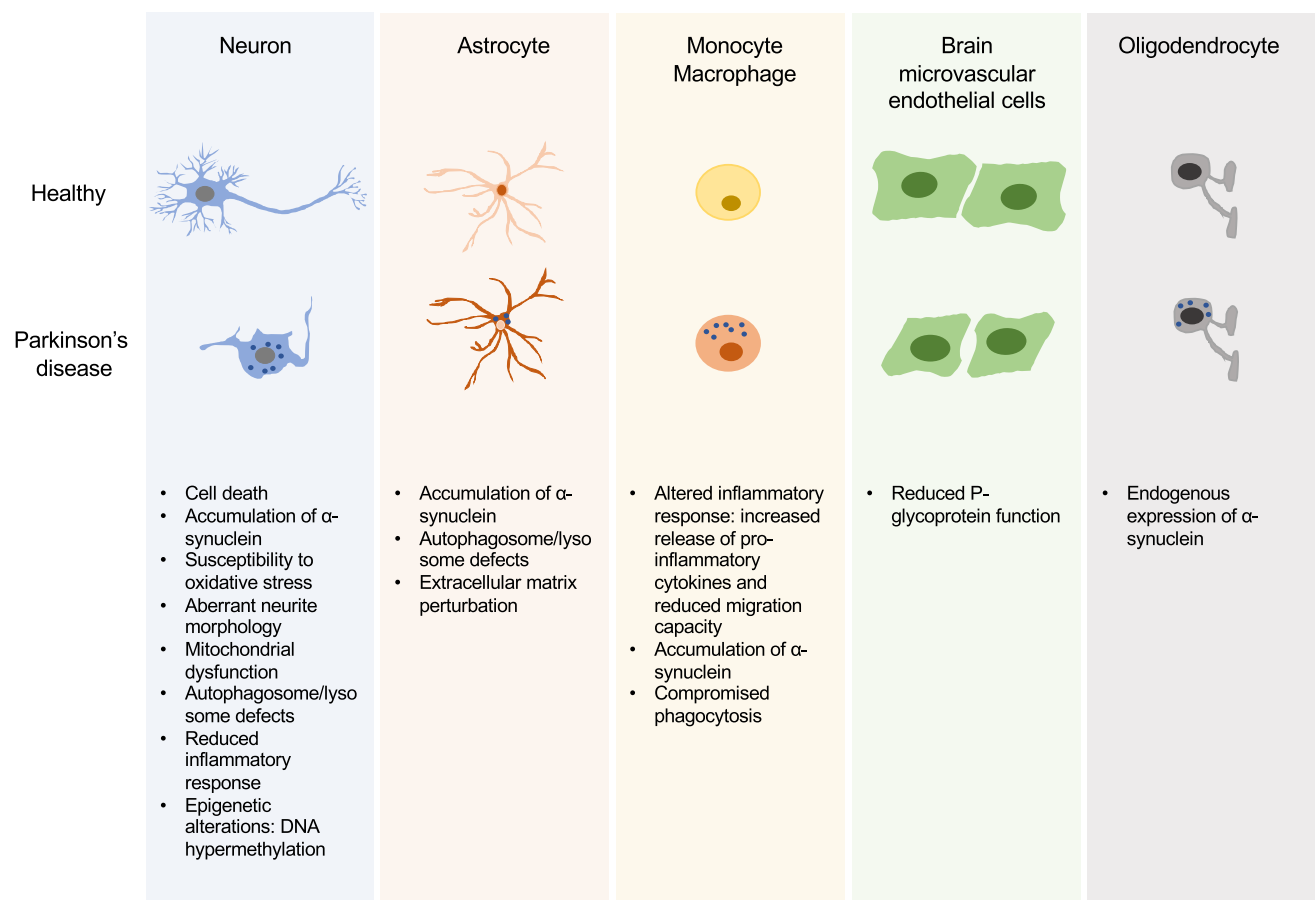 Neuron
Astrocyte
Monocyte
Macrophage
Brain
microvascular
endothelial cells
Oligodendrocyte
Healthy
Parkinson's
disease
• Cell death
• Accumulation of α-
synuclein
• Susceptibility to
oxidative stress
• Aberrant neurite
morphology
• Mitochondrial
dysfunction
• Autophagosome/lyso
some defects
• Reduced
inflammatory
response
• Epigenetic
alterations: DNA
hypermethylation
• Accumulation of α-
synuclein
• Autophagosome/lyso
some defects
• Extracellular matrix
perturbation
• Altered inflammatory
response: increased
release of pro-
inflammatory
cytokines and
reduced migration
capacity
• Accumulation of α-
synuclein
• Compromised
phagocytosis
• Reduced P-
glycoprotein function
• Endogenous
expression of α-
synuclein